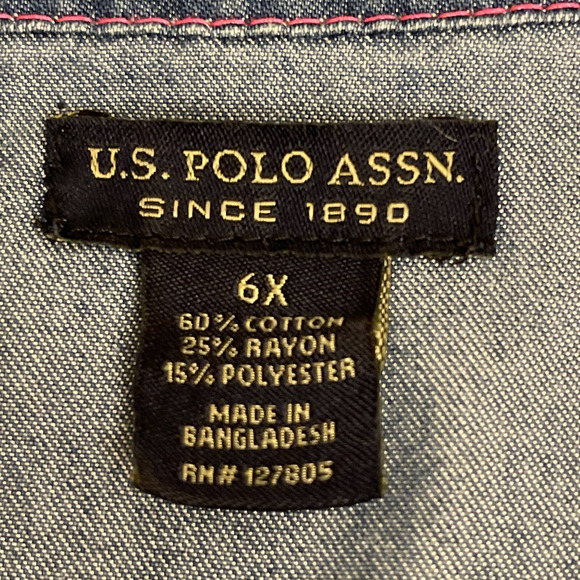 U.S. POLO ASSN.
SINCE 1890
6X
60% COTTON
25% RAYON
15% POLYESTER
MADE IN
BANGLADESH
RN# 127805